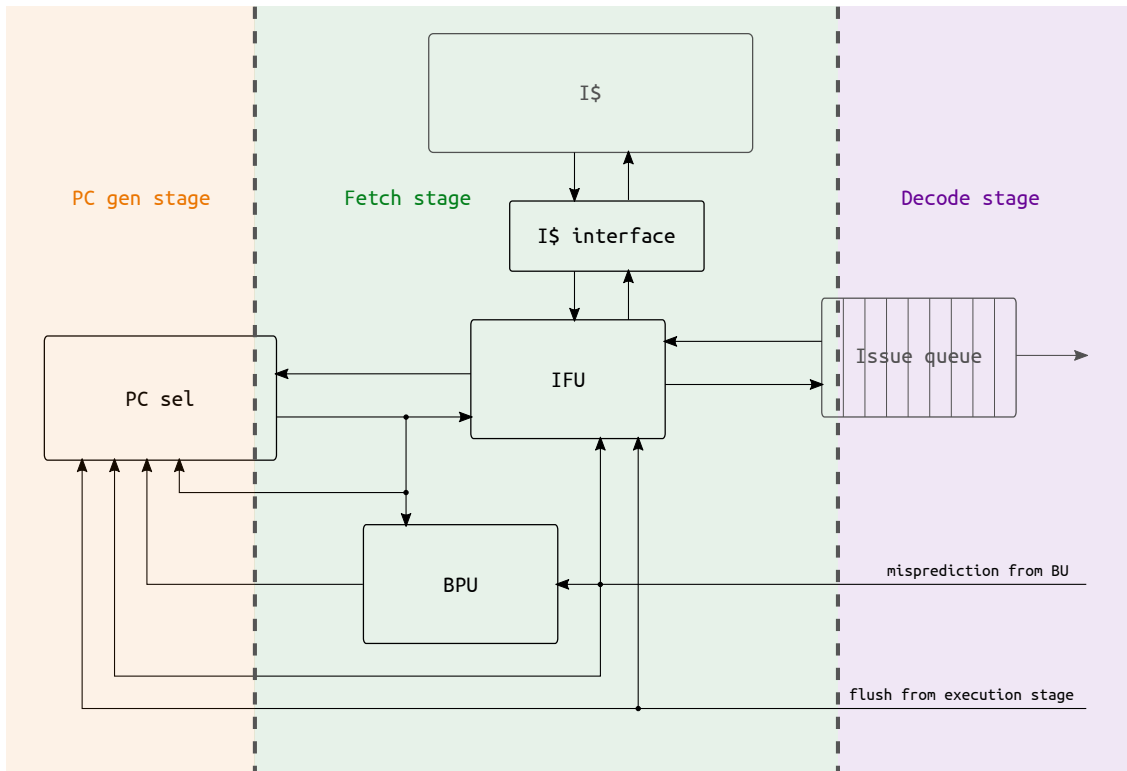 I$
PC gen stage
Fetch stage
Decode stage
I$ interface
Issue queue
IFU
PC sel
BPU
misprediction from BU
flush from execution stage